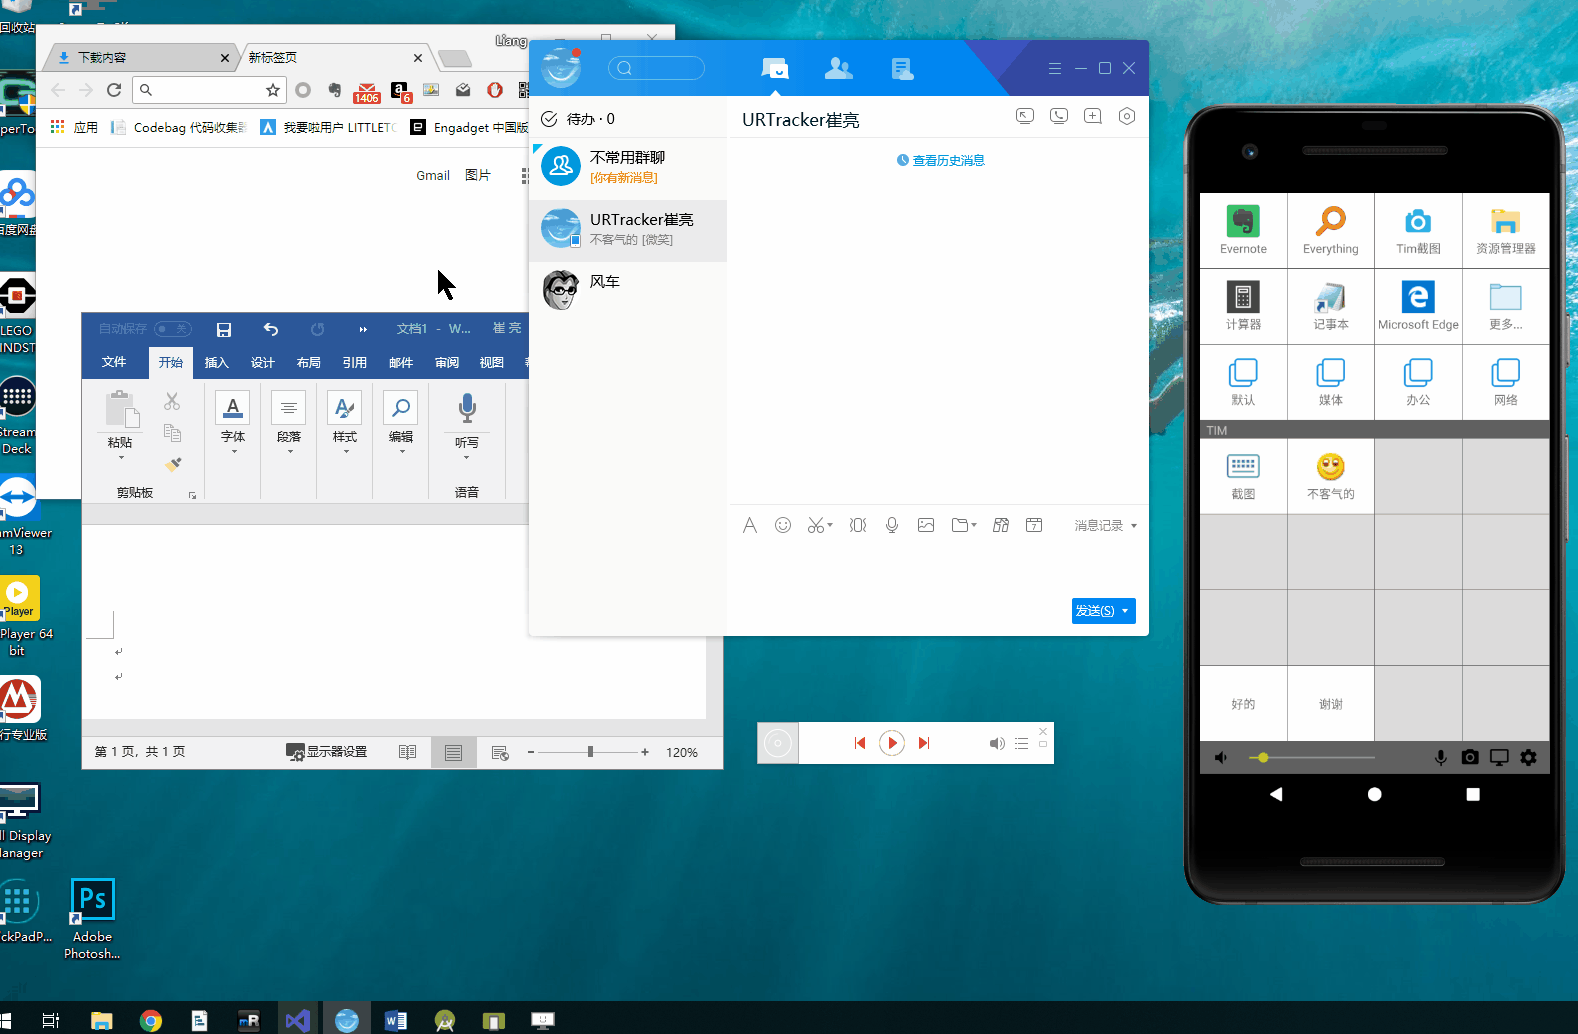 回收站
下载内容
新标签页
Liang
1406
6
应用
Codebag 代码收集
我要啦用户 LITTLETC
Engadget 中国版
Gmail
图片
perToo
百度网盘
LEGO
INDST
Stream
Deck
amViewer
13
Player
Player 64
bit
行专业版
ll Display
Manager
ickPadP...
Ps
Adobe
Photosh...
自动保存
关
文档1 - W...
崔 亮
文件
开始
插入
设计
布局
引用
邮件
审阅
视图
粘贴
剪贴板
字体
段落
样式
编辑
听写
语音
第 1 页，共 1 页
显示器设置
120%
待办 · 0
不常用群聊
[你有新消息]
URTracker崔亮
不客气的 [微笑]
风车
URTracker崔亮
查看历史消息
消息记录
发送(S)
Evernote
Everything
Tim截图
资源管理器
计算器
记事本
Microsoft Edge
更多...
默认
媒体
办公
网络
TIM
截图
不客气的
好的
谢谢